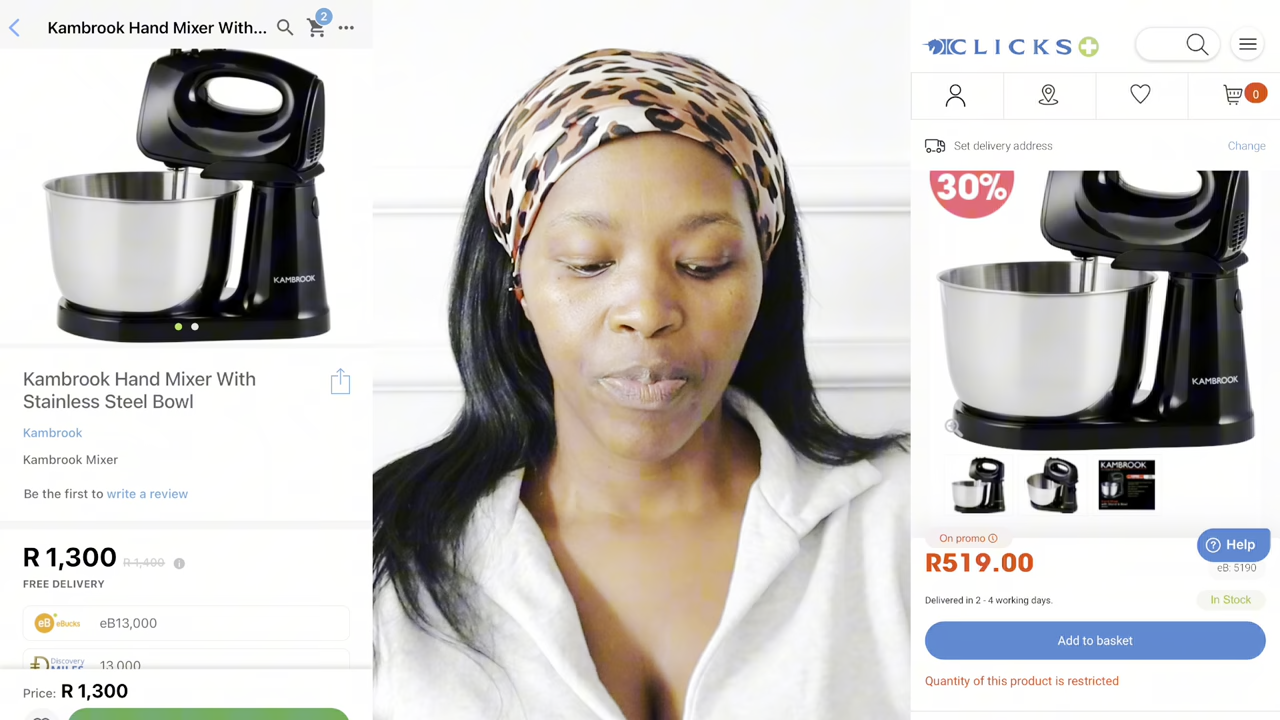 Kambrook Hand Mixer With...
2
KAMBROOK
Kambrook Hand Mixer With
Stainless Steel Bowl
Kambrook
Kambrook Mixer
Be the first to write a review
R 1,300 R 1,400
FREE DELIVERY
eB eBucks eB13,000
Discovery
MILES 13,000
Price: R 1,300
CLICKS
0
Set delivery address Change
30%
KAMBROOK
KAMBROOK
On promo
Help
R519.00
eB: 5190
Delivered in 2 - 4 working days.
In Stock
Add to basket
Quantity of this product is restricted